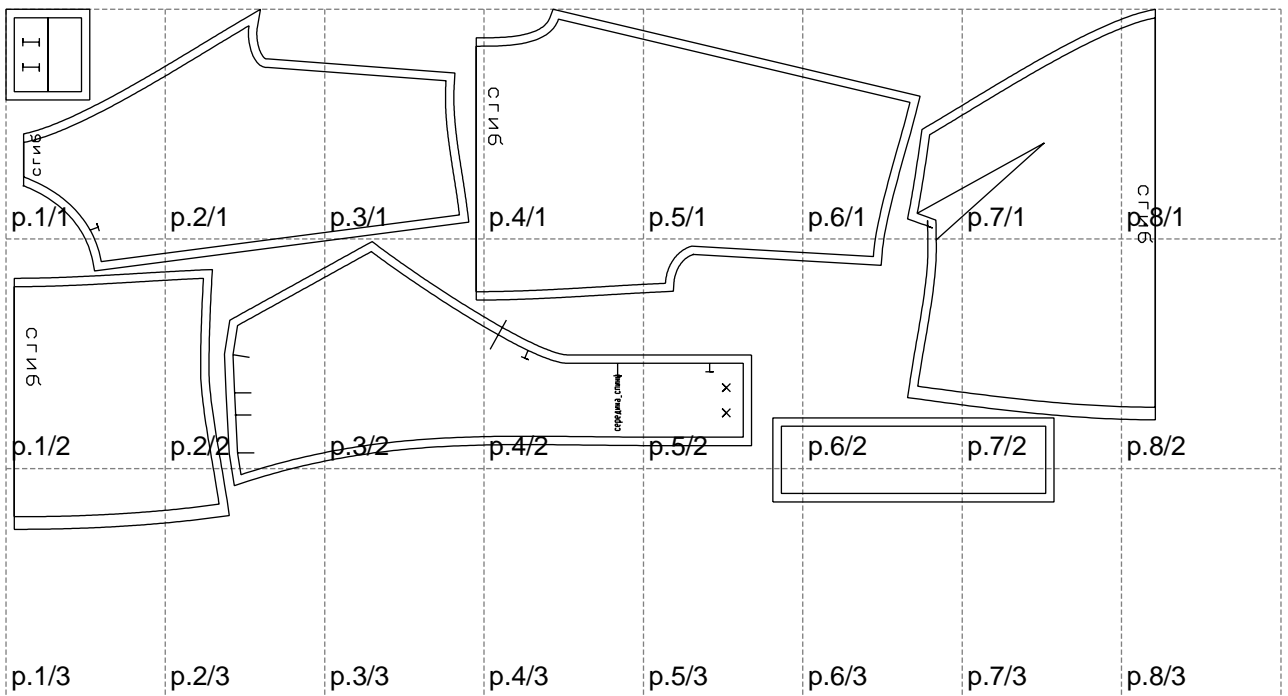 сгиб
сгиб
сгиб
p.1/1 p.2/1 p.3/1 p.4/1 p.5/1 p.6/1 p.7/1 p.8/1
сгиб
середина_спинки
p.1/2 p.2/2 p.3/2 p.4/2 p.5/2 p.6/2 p.7/2 p.8/2
p.1/3 p.2/3 p.3/3 p.4/3 p.5/3 p.6/3 p.7/3 p.8/3